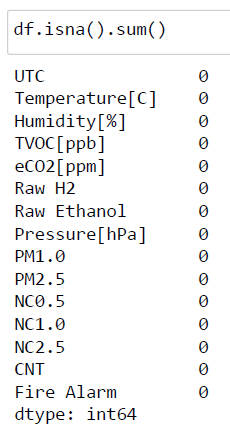 df.isna().sum()
UTC 0
Temperature[C] 0
Humidity[%] 0
TVOC[ppb] 0
eCO2[ppm] 0
Raw H2 0
Raw Ethanol 0
Pressure[hPa] 0
PM1.0 0
PM2.5 0
NC0.5 0
NC1.0 0
NC2.5 0
CNT 0
Fire Alarm 0
dtype: int64